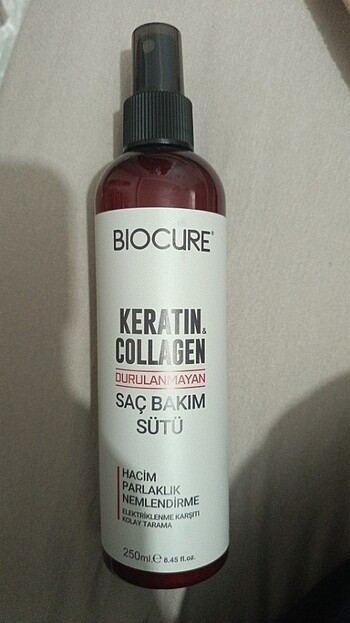 BIOCURE®
KERATIN &
COLLAGEN
DURULANMAYAN
SAÇ BAKIM
SÜTÜ
HACİM
PARLAKLIK
NEMLENDİRME
ELEKTRİKLENME KARŞITI
KOLAY TARAMA
250ml.℮ 8.45 fl.oz.